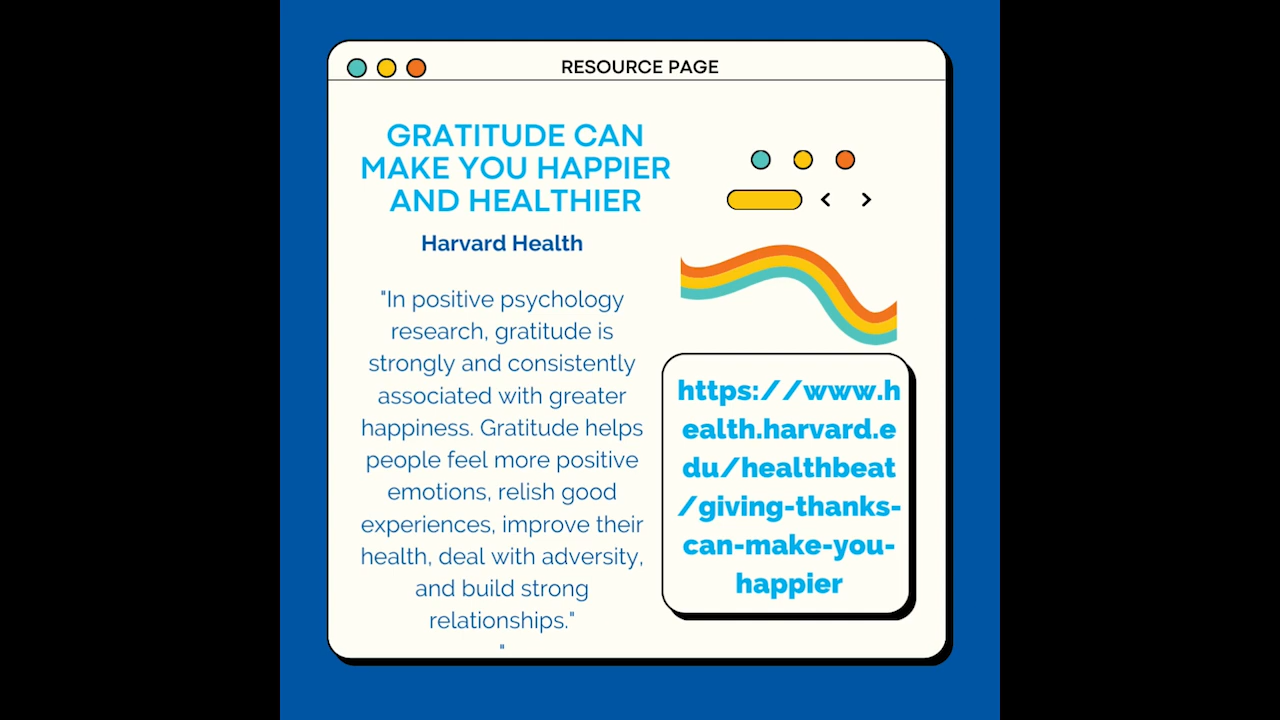 RESOURCE PAGE
GRATITUDE CAN
MAKE YOU HAPPIER
AND HEALTHIER
Harvard Health
"In positive psychology
research, gratitude is
strongly and consistently
associated with greater
happiness. Gratitude helps
people feel more positive
emotions, relish good
experiences, improve their
health, deal with adversity,
and build strong
relationships."
"
https://www.h
ealth.harvard.e
du/healthbeat
/giving-thanks-
can-make-you-
happier